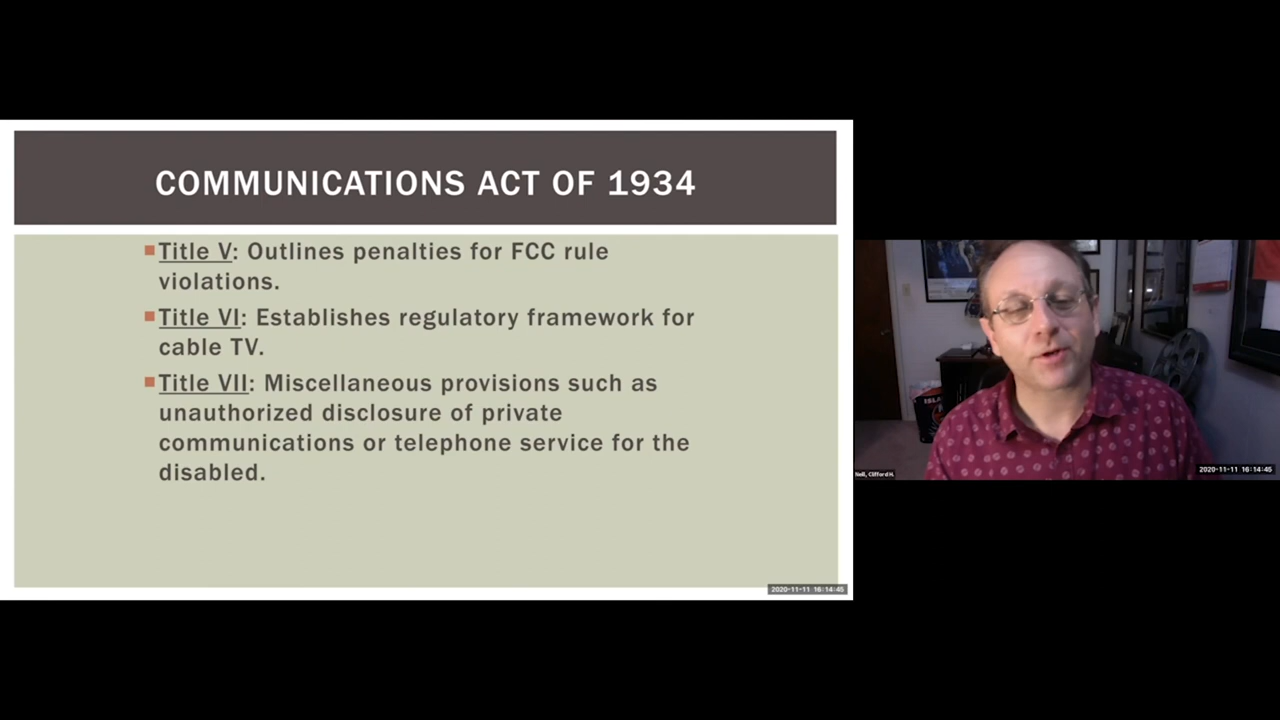 COMMUNICATIONS ACT OF 1934
Title V: Outlines penalties for FCC rule
violations.
Title VI: Establishes regulatory framework for
cable TV.
Title VII: Miscellaneous provisions such as
unauthorized disclosure of private
communications or telephone service for the
disabled.
2020-11-11 16:14:45
Neill, Clifford H.
2020-11-11 16:14:45